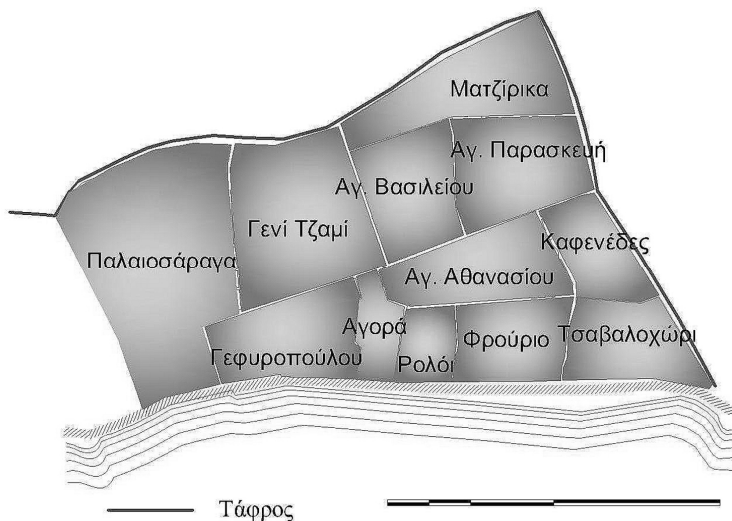 Ματζίρικα
Αγ. Παρασκευή
Αγ. Βασιλείου
Γενί Τζαμί
Καφενέδες
Παλαιοσάραγα
Αγ. Αθανασίου
Αγορά
Γεφυροπούλου
Ρολόι
Φρούριο
Τσαβαλοχώρι
Τάφρος